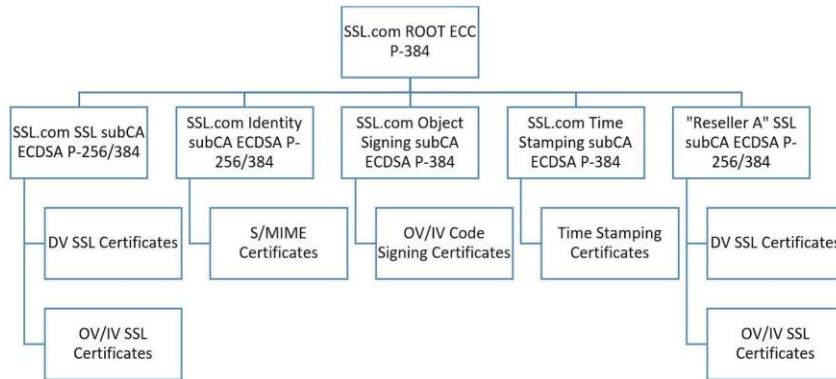 SSL.com ROOT ECC
P-384
SSL.com SSL subCA
ECDSA P-256/384
SSL.com Identity
subCA ECDSA P-
256/384
SSL.com Object
Signing subCA
ECDSA P-384
SSL.com Time
Stamping subCA
ECDSA P-384
"Reseller A" SSL
subCA ECDSA P-
256/384
DV SSL Certificates
S/MIME
Certificates
OV/IV Code
Signing Certificates
Time Stamping
Certificates
DV SSL Certificates
OV/IV SSL
Certificates
OV/IV SSL
Certificates